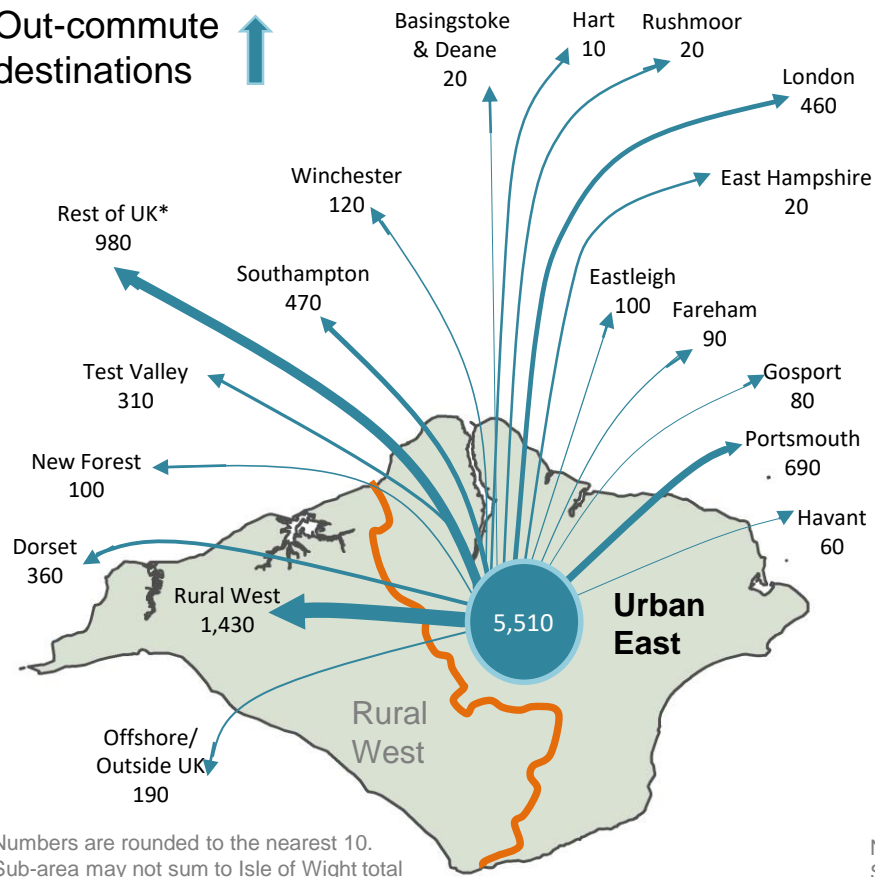 Out-commute
destinations
Basingstoke
& Deane
20
Hart
10
Rushmoor
20
London
460
Winchester
120
East Hampshire
20
Rest of UK*
980
Southampton
470
Eastleigh
100
Fareham
90
Test Valley
310
Gosport
80
New Forest
100
Portsmouth
690
Dorset
360
Havant
60
Rural West
1,430
5,510
Urban
East
Rural
West
Offshore/
Outside UK
190
Numbers are rounded to the nearest 10.
Sub-area may not sum to Isle of Wight total